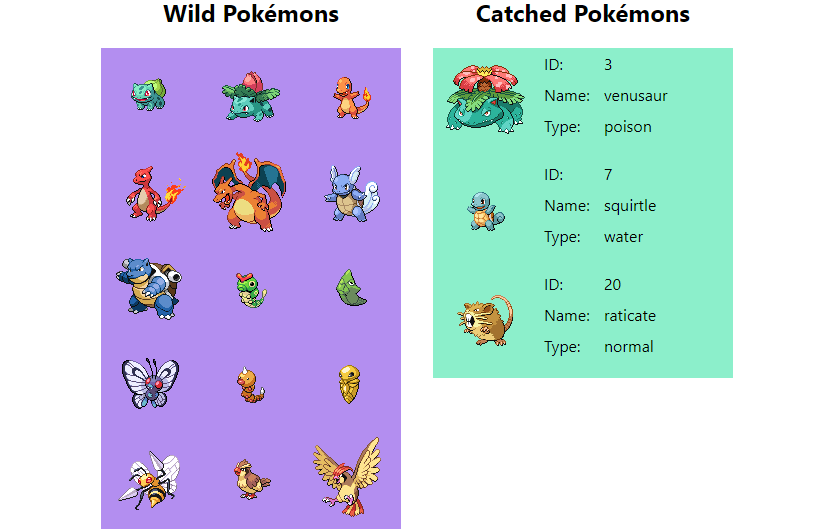 Wild Pokémons
Catched Pokémons
ID: 3
Name: venusaur
Type: poison
ID: 7
Name: squirtle
Type: water
ID: 20
Name: raticate
Type: normal